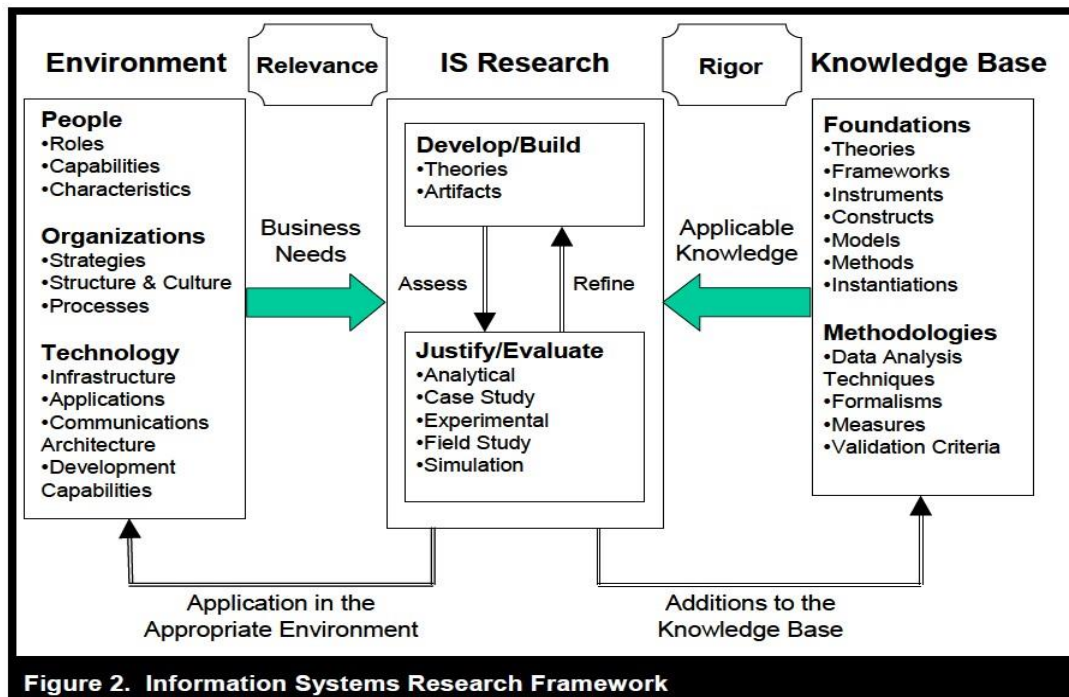 Environment
Relevance
IS Research
Rigor
Knowledge Base
People
•Roles
•Capabilities
•Characteristics
Organizations
•Strategies
•Structure & Culture
•Processes
Technology
•Infrastructure
•Applications
•Communications
Architecture
•Development
Capabilities
Business
Needs
Develop/Build
•Theories
•Artifacts
Assess
Refine
Justify/Evaluate
•Analytical
•Case Study
•Experimental
•Field Study
•Simulation
Applicable
Knowledge
Foundations
•Theories
•Frameworks
•Instruments
•Constructs
•Models
•Methods
•Instantiations
Methodologies
•Data Analysis
Techniques
•Formalisms
•Measures
•Validation Criteria
Application in the
Appropriate Environment
Additions to the
Knowledge Base
Figure 2. Information Systems Research Framework